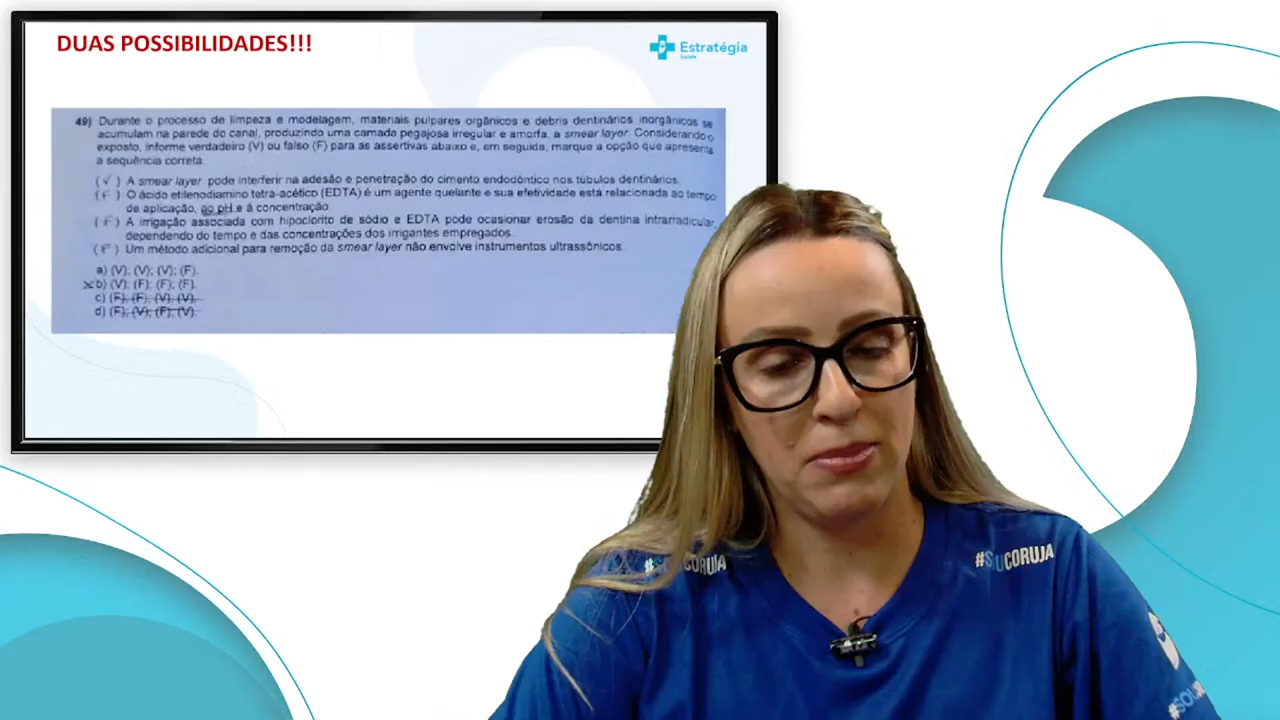 DUAS POSSIBILIDADES!!!
Estratégia
Saúde
49) Durante o processo de limpeza e modelagem, materiais pulpares orgânicos e debris dentinários inorgânicos se
acumulam na parede do canal, produzindo uma camada pegajosa irregular e amorfa, a smear layer. Considerando o
exposto, informe verdadeiro (V) ou falso (F) para as assertivas abaixo e, em seguida, marque a opção que apresenta
a sequência correta.
(✓) A smear layer pode interferir na adesão e penetração do cimento endodôntico nos túbulos dentinários.
(F) O ácido etilenodiamino tetra-acético (EDTA) é um agente quelante e sua efetividade está relacionada ao tempo
de aplicação, ao pH e à concentração.
(F) A irrigação associada com hipoclorito de sódio e EDTA pode ocasionar erosão da dentina intrarradicular,
dependendo do tempo e das concentrações dos irrigantes empregados.
(F) Um método adicional para remoção da smear layer não envolve instrumentos ultrassônicos.
a) (V); (V); (V); (F).
X b) (V); (F); (F); (F).
c) (F); (F); (V); (V).
d) (F); (V); (F); (V).
#SOUCORUJA